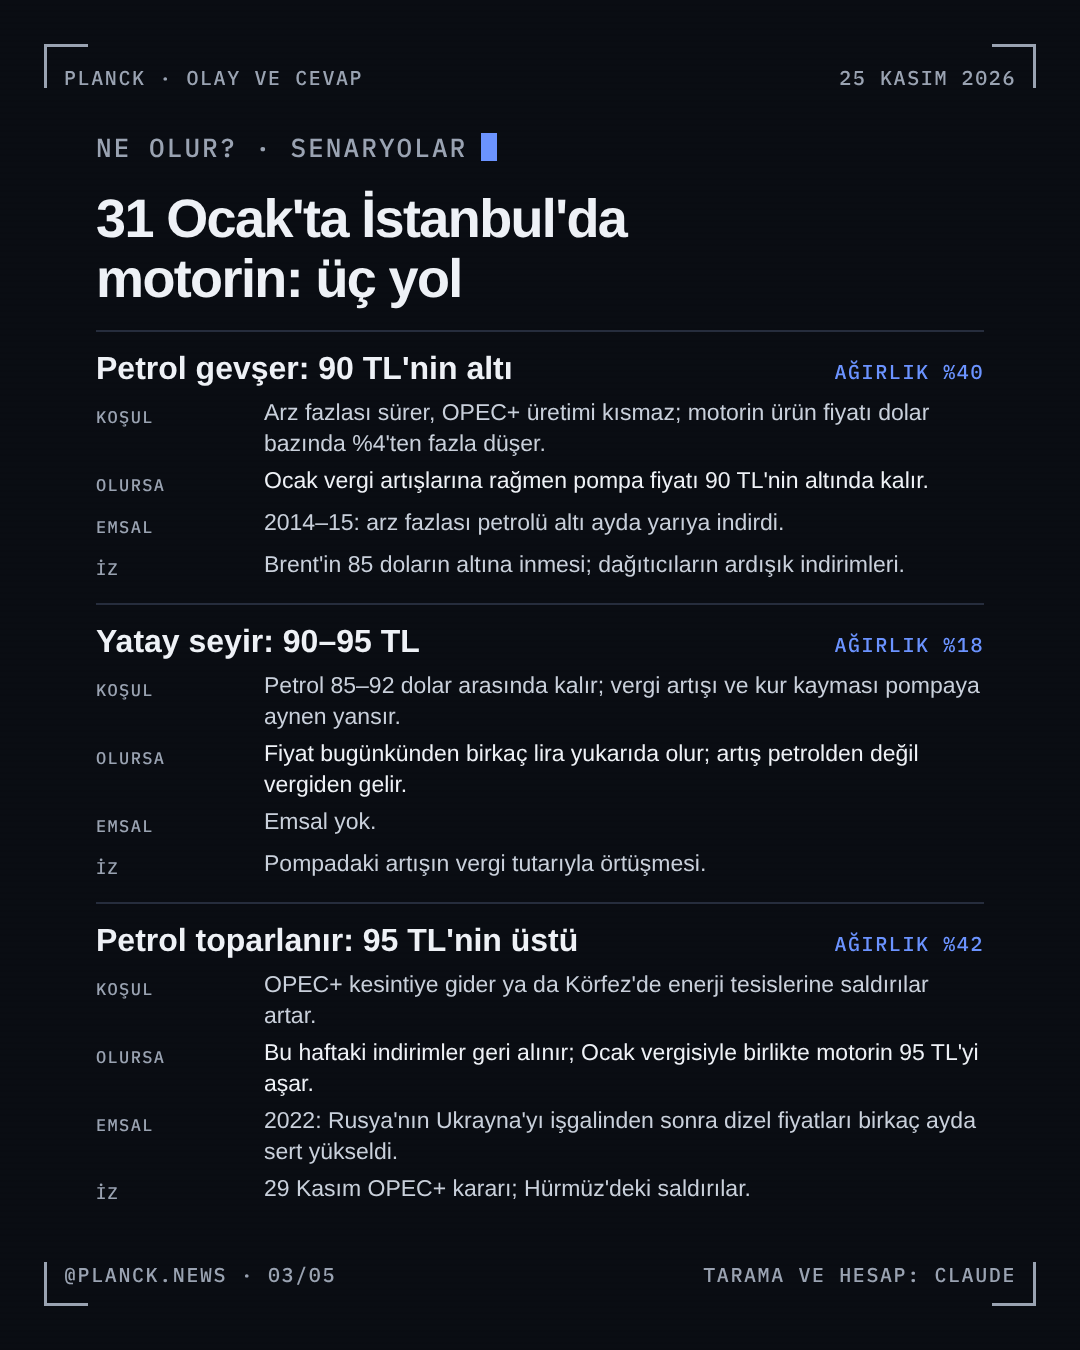 PLANCK · OLAY VE CEVAP
25 KASIM 2026
NE OLUR? · SENARYOLAR
31 Ocak'ta İstanbul'da
motorin: üç yol
Petrol gevşer: 90 TL'nin altı
AĞIRLIK %40
KOŞUL
Arz fazlası sürer, OPEC+ üretimi kısmaz; motorin ürün fiyatı dolar
bazında %4'ten fazla düşer.
OLURSA
Ocak vergi artışlarına rağmen pompa fiyatı 90 TL'nin altında kalır.
EMSAL
2014–15: arz fazlası petrolü altı ayda yarıya indirdi.
İZ
Brent'in 85 doların altına inmesi; dağıtıcıların ardışık indirimleri.
Yatay seyir: 90–95 TL
AĞIRLIK %18
KOŞUL
Petrol 85–92 dolar arasında kalır; vergi artışı ve kur kayması pompaya
aynen yansır.
OLURSA
Fiyat bugünkünden birkaç lira yukarıda olur; artış petrolden değil
vergiden gelir.
EMSAL
Emsal yok.
İZ
Pompadaki artışın vergi tutarıyla örtüşmesi.
Petrol toparlanır: 95 TL'nin üstü
AĞIRLIK %42
KOŞUL
OPEC+ kesintiye gider ya da Körfez'de enerji tesislerine saldırılar
artar.
OLURSA
Bu haftaki indirimler geri alınır; Ocak vergisiyle birlikte motorin 95 TL'yi
aşar.
EMSAL
2022: Rusya'nın Ukrayna'yı işgalinden sonra dizel fiyatları birkaç ayda
sert yükseldi.
İZ
29 Kasım OPEC+ kararı; Hürmüz'deki saldırılar.
@PLANCK.NEWS · 03/05
TARAMA VE HESAP: CLAUDE